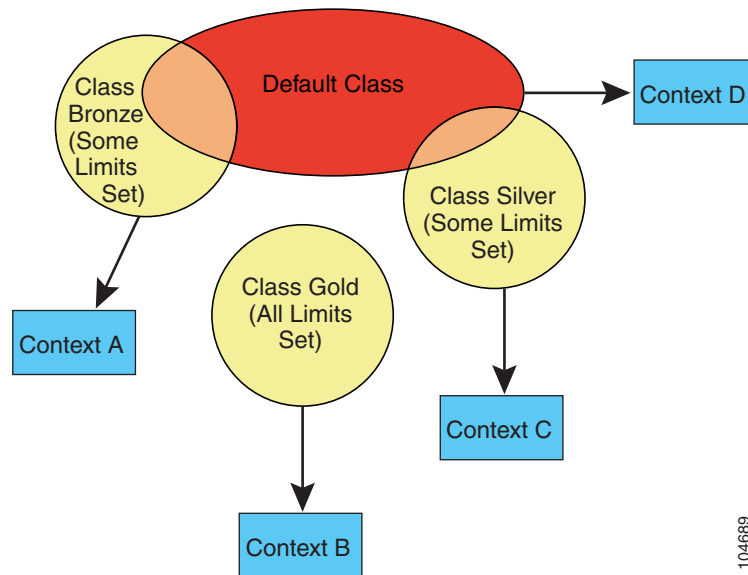 Class
Bronze
(Some
Limits
Set)
Default Class
Context D
Class Silver
(Some Limits
Set)
Class Gold
(All Limits
Set)
Context A
Context C
Context B
104689